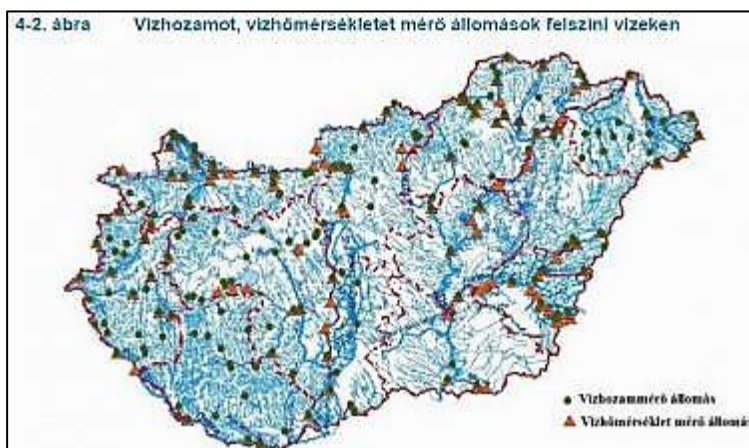 4-2. ábra Vízhozamot, vízhőmérsékletet mérő állomások felszíni vizeken
Vízhozammérő állomás
Vízhőmérséklet mérő állomás